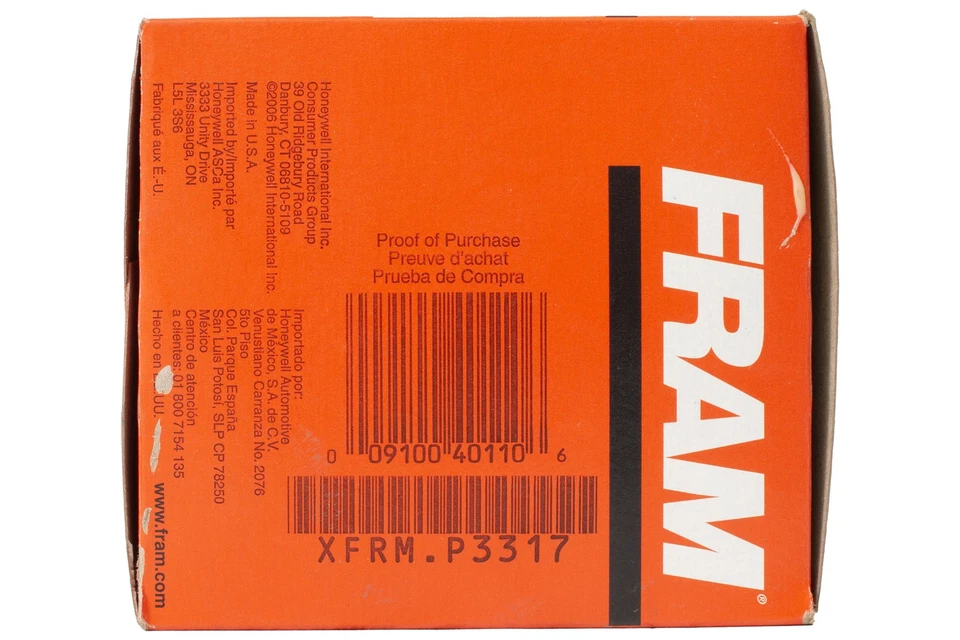 FRAM®
Honeywell International Inc.
Consumer Products Group
39 Old Ridgebury Road
Danbury, CT 06810-5109
©2006 Honeywell International Inc.
Made in U.S.A.
Imported by/Importé par
Honeywell ASCa Inc.
3333 Unity Drive
Mississauga, ON
L5L 3S6
Fabriqué aux É.-U.
Importado por:
Honeywell Automotive
de México, S.A. de C.V.
Venustiano Carranza No. 2076
5to Piso
Col. Parque España
San Luis Potosí, SLP CP 78250
México
Centro de atención
a clientes: 01 800 7154 135
Hecho en UU.
www.fram.com
Proof of Purchase
Preuve d'achat
Prueba de Compra
0 09100 40110 6
XFRM.P3317